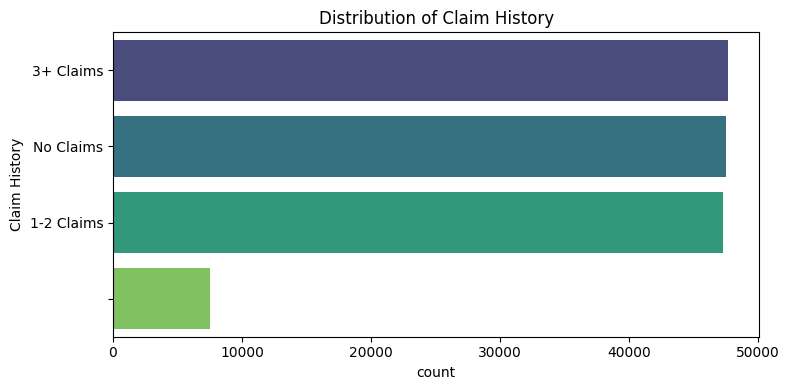 Distribution of Claim History
Claim History
3+ Claims
No Claims
1-2 Claims
0 10000 20000 30000 40000 50000
count